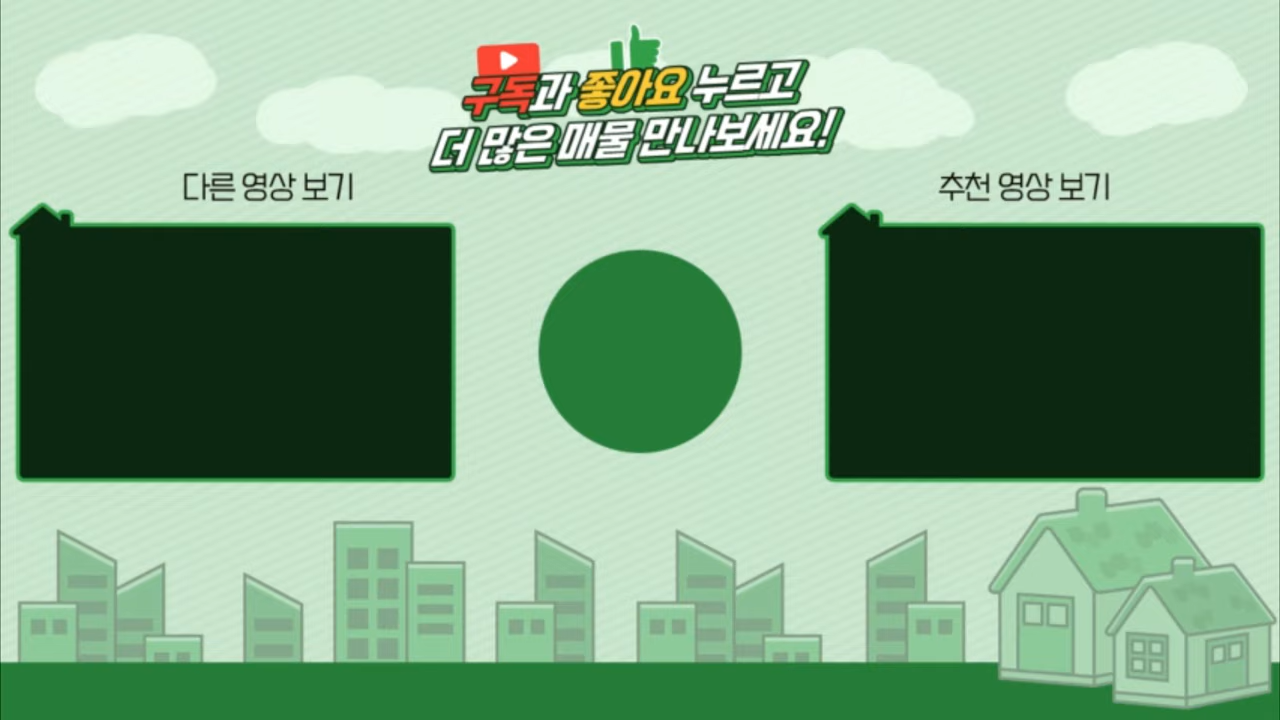 구독과 좋아요 누르고
더 많은 매물 만나보세요!
다른 영상 보기
추천 영상 보기